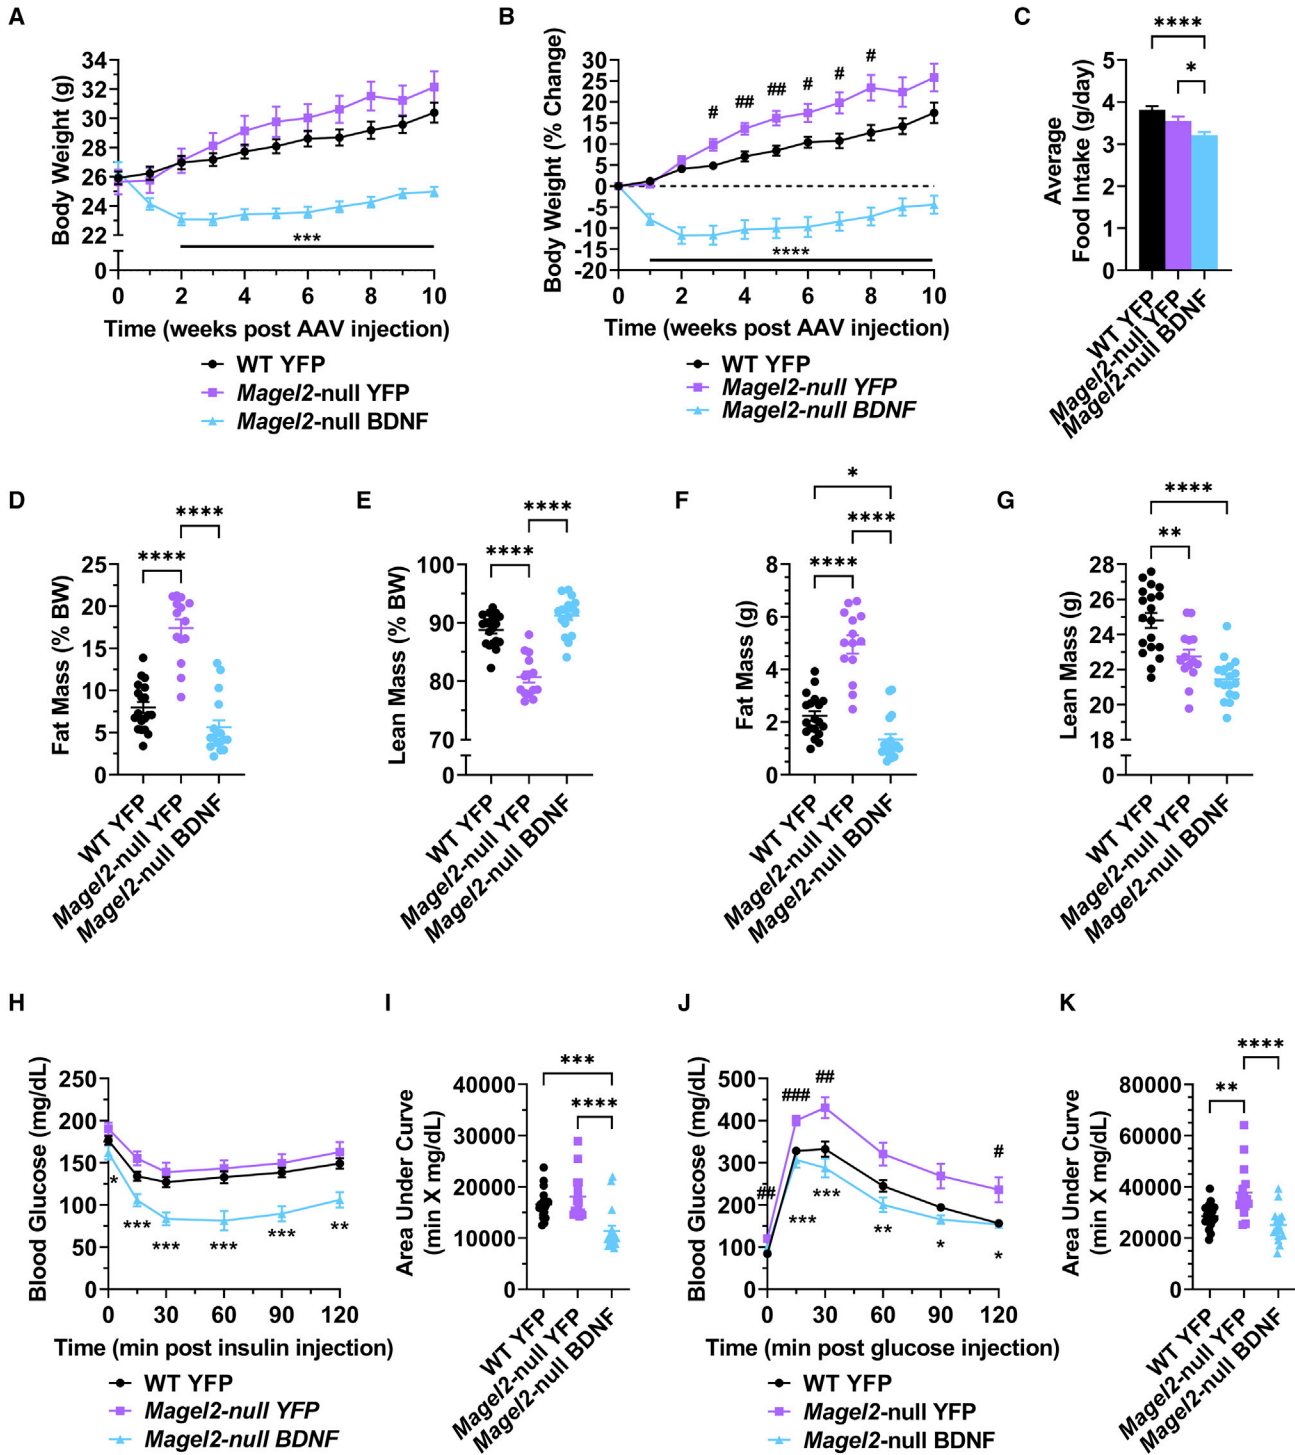 A
Body Weight (g)
34
32
30
28
26
24
22
0
***
0 2 4 6 8 10
Time (weeks post AAV injection)
WT YFP
Magel2-null YFP
Magel2-null BDNF
B
Body Weight (% Change)
30
25
20
15
10
5
0
-5
-10
-15
-20
# ## ## # # #
****
0 2 4 6 8 10
Time (weeks post AAV injection)
WT YFP
Magel2-null YFP
Magel2-null BDNF
C
Average
Food Intake (g/day)
5
4
3
2
1
0
****
*
WT YFP
Magel2-null YFP
Magel2-null BDNF
D
Fat Mass (% BW)
25
20
15
10
5
0
****
****
WT YFP
Magel2-null YFP
Magel2-null BDNF
E
Lean Mass (% BW)
100
90
80
70
0
****
****
WT YFP
Magel2-null YFP
Magel2-null BDNF
F
Fat Mass (g)
8
6
4
2
0
*
****
****
WT YFP
Magel2-null YFP
Magel2-null BDNF
G
Lean Mass (g)
28
26
24
22
20
18
0
****
**
WT YFP
Magel2-null YFP
Magel2-null BDNF
H
Blood Glucose (mg/dL)
250
200
150
100
50
0
* *** *** *** *** **
0 30 60 90 120
Time (min post insulin injection)
WT YFP
Magel2-null YFP
Magel2-null BDNF
I
Area Under Curve
(min X mg/dL)
40000
30000
20000
10000
0
***
****
WT YFP
Magel2-null YFP
Magel2-null BDNF
J
Blood Glucose (mg/dL)
500
400
300
200
100
0
## ### ## #
*** *** ** * *
0 30 60 90 120
Time (min post glucose injection)
WT YFP
Magel2-null YFP
Magel2-null BDNF
K
Area Under Curve
(min X mg/dL)
80000
60000
40000
20000
0
****
**
WT YFP
Magel2-null YFP
Magel2-null BDNF